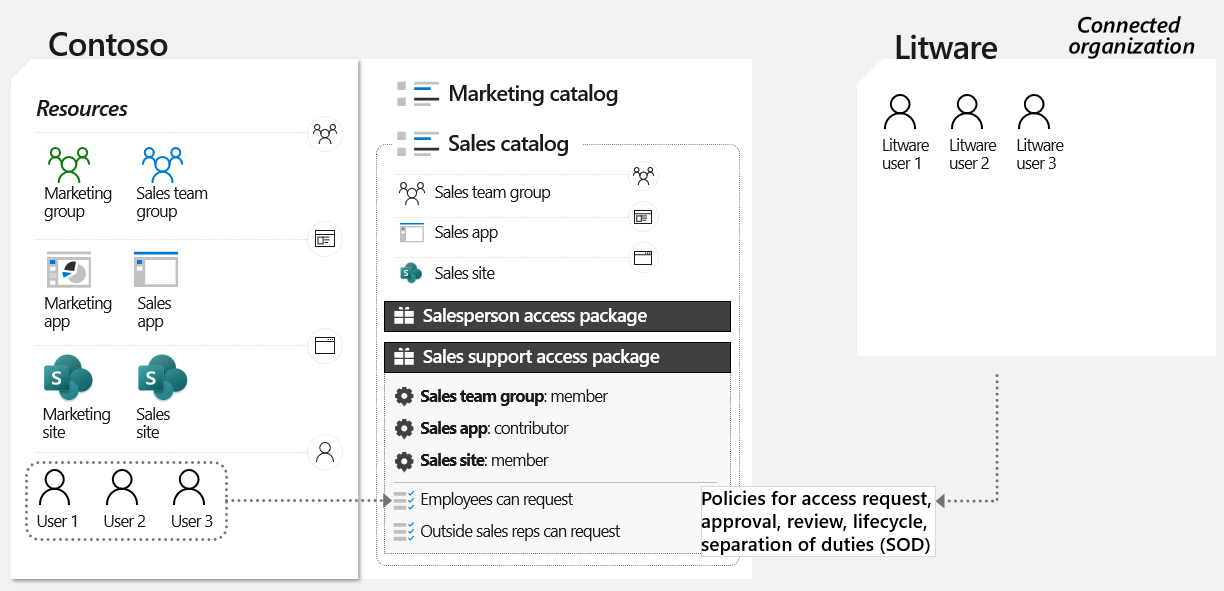 Contoso
Resources
Marketing
group
Sales team
group
Marketing
app
Sales
app
S
Marketing
site
S
Sales
site
User 1
User 2
User 3
Marketing catalog
Sales catalog
Sales team group
Sales app
S
Sales site
Salesperson access package
Sales support access package
Sales team group: member
Sales app: contributor
Sales site: member
Employees can request
Outside sales reps can request
Policies for access request,
approval, review, lifecycle,
separation of duties (SOD)
Litware
Connected
organization
Litware
user 1
Litware
user 2
Litware
user 3